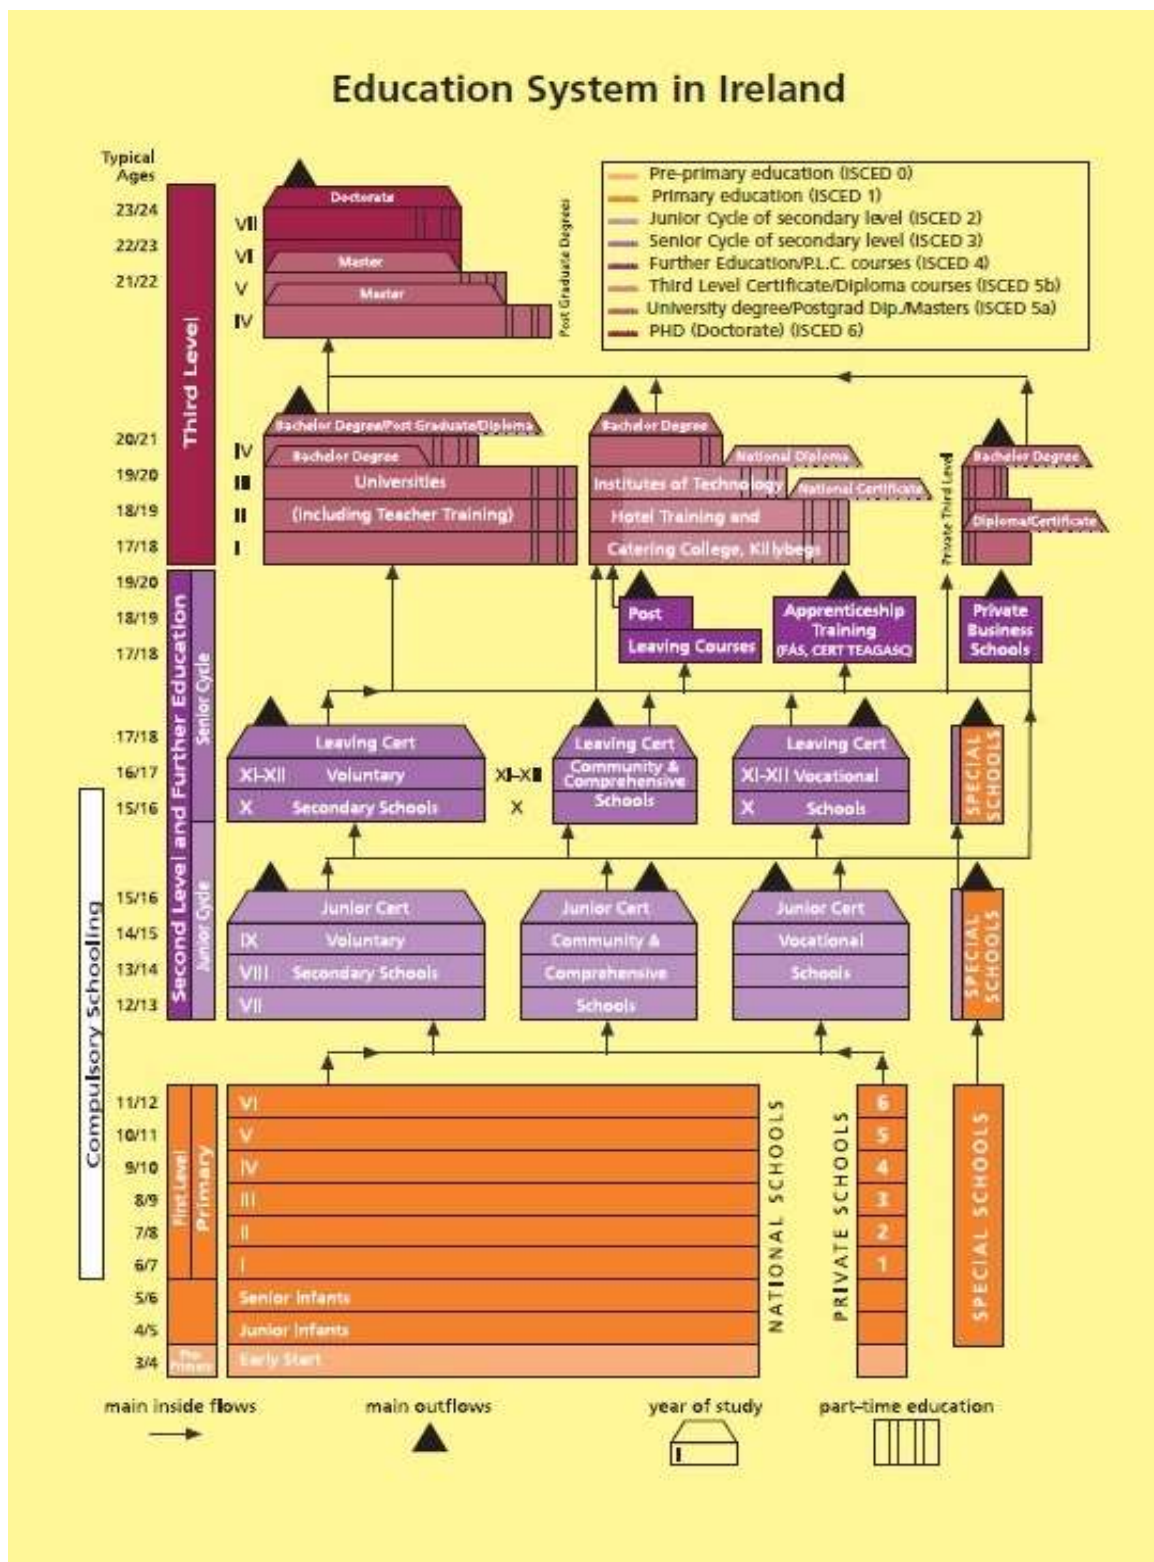 Education System in Ireland
Typical
Ages
23/24
22/23
21/22
Third Level
VII
VI
V
IV
Doctorate
Master
Master
Post Graduate Degrees
Pre-primary education (ISCED 0)
Primary education (ISCED 1)
Junior Cycle of secondary level (ISCED 2)
Senior Cycle of secondary level (ISCED 3)
Further Education/P.L.C. courses (ISCED 4)
Third Level Certificate/Diploma courses (ISCED 5b)
University degree/Postgrad Dip./Masters (ISCED 5a)
PHD (Doctorate) (ISCED 6)
20/21
19/20
18/19
17/18
IV
III
II
I
Bachelor Degree/Post Graduate/Diploma
Bachelor Degree
Universities
(Including Teacher Training)
Bachelor Degree
National Diploma
Institutes of Technology
National Certificate
Hotel Training and
Catering College, Killybegs
Private Third Level
Bachelor Degree
Diploma/Certificate
Second Level and Further Education
Senior Cycle
19/20
18/19
17/18
Post
Leaving Courses
Apprenticeship
Training
(FÁS, CERT TEAGASC)
Private
Business
Schools
17/18
16/17
15/16
Leaving Cert
XI-XII Voluntary
X Secondary Schools
XI-XII
X
Leaving Cert
Community &
Comprehensive
Schools
Leaving Cert
XI-XII Vocational
X Schools
SPECIAL
SCHOOLS
Compulsory Schooling
Junior Cycle
15/16
14/15
13/14
12/13
Junior Cert
IX Voluntary
VIII Secondary Schools
VII
Junior Cert
Community &
Comprehensive
Schools
Junior Cert
Vocational
Schools
SPECIAL
SCHOOLS
First Level
Primary
11/12
10/11
9/10
8/9
7/8
6/7
5/6
4/5
3/4
Pre-
Primary
VI
V
IV
III
II
I
Senior Infants
Junior Infants
Early Start
NATIONAL SCHOOLS
PRIVATE SCHOOLS
6
5
4
3
2
1
SPECIAL SCHOOLS
main inside flows
main outflows
year of study
I
part-time education